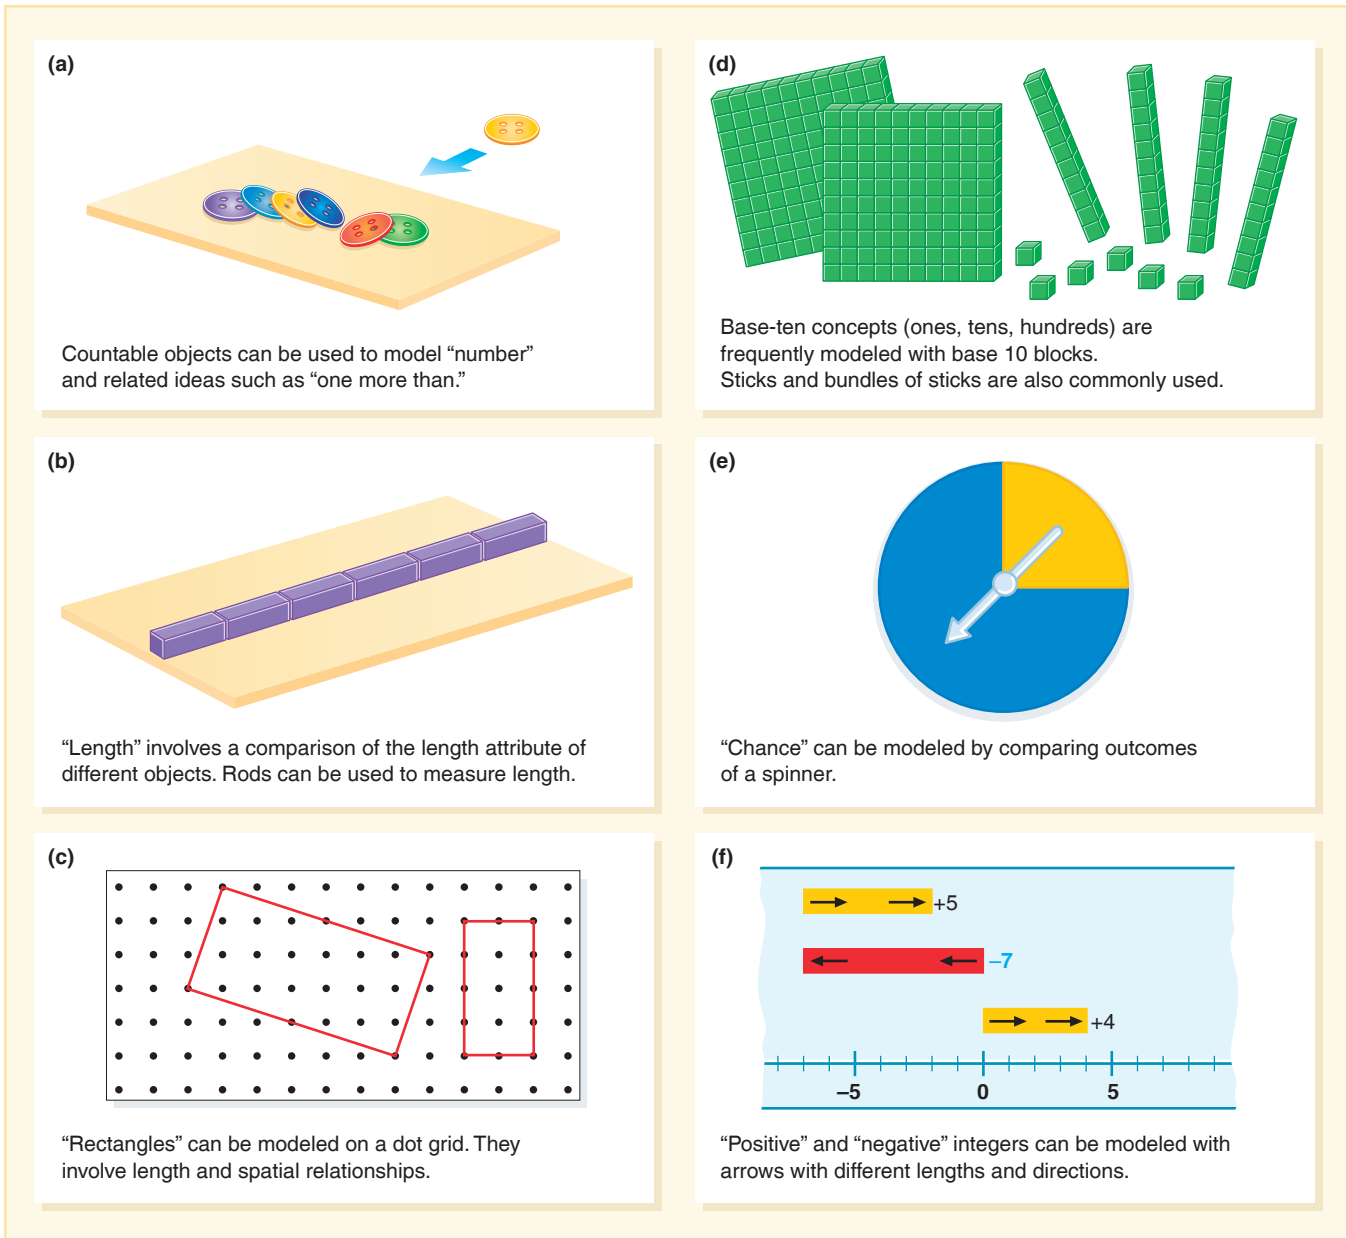 (a)
Countable objects can be used to model “number”
and related ideas such as “one more than.”
(b)
“Length” involves a comparison of the length attribute of
different objects. Rods can be used to measure length.
(c)
“Rectangles” can be modeled on a dot grid. They
involve length and spatial relationships.
(d)
Base-ten concepts (ones, tens, hundreds) are
frequently modeled with base 10 blocks.
Sticks and bundles of sticks are also commonly used.
(e)
“Chance” can be modeled by comparing outcomes
of a spinner.
(f)
+5
–7
+4
–5 0 5
“Positive” and “negative” integers can be modeled with
arrows with different lengths and directions.